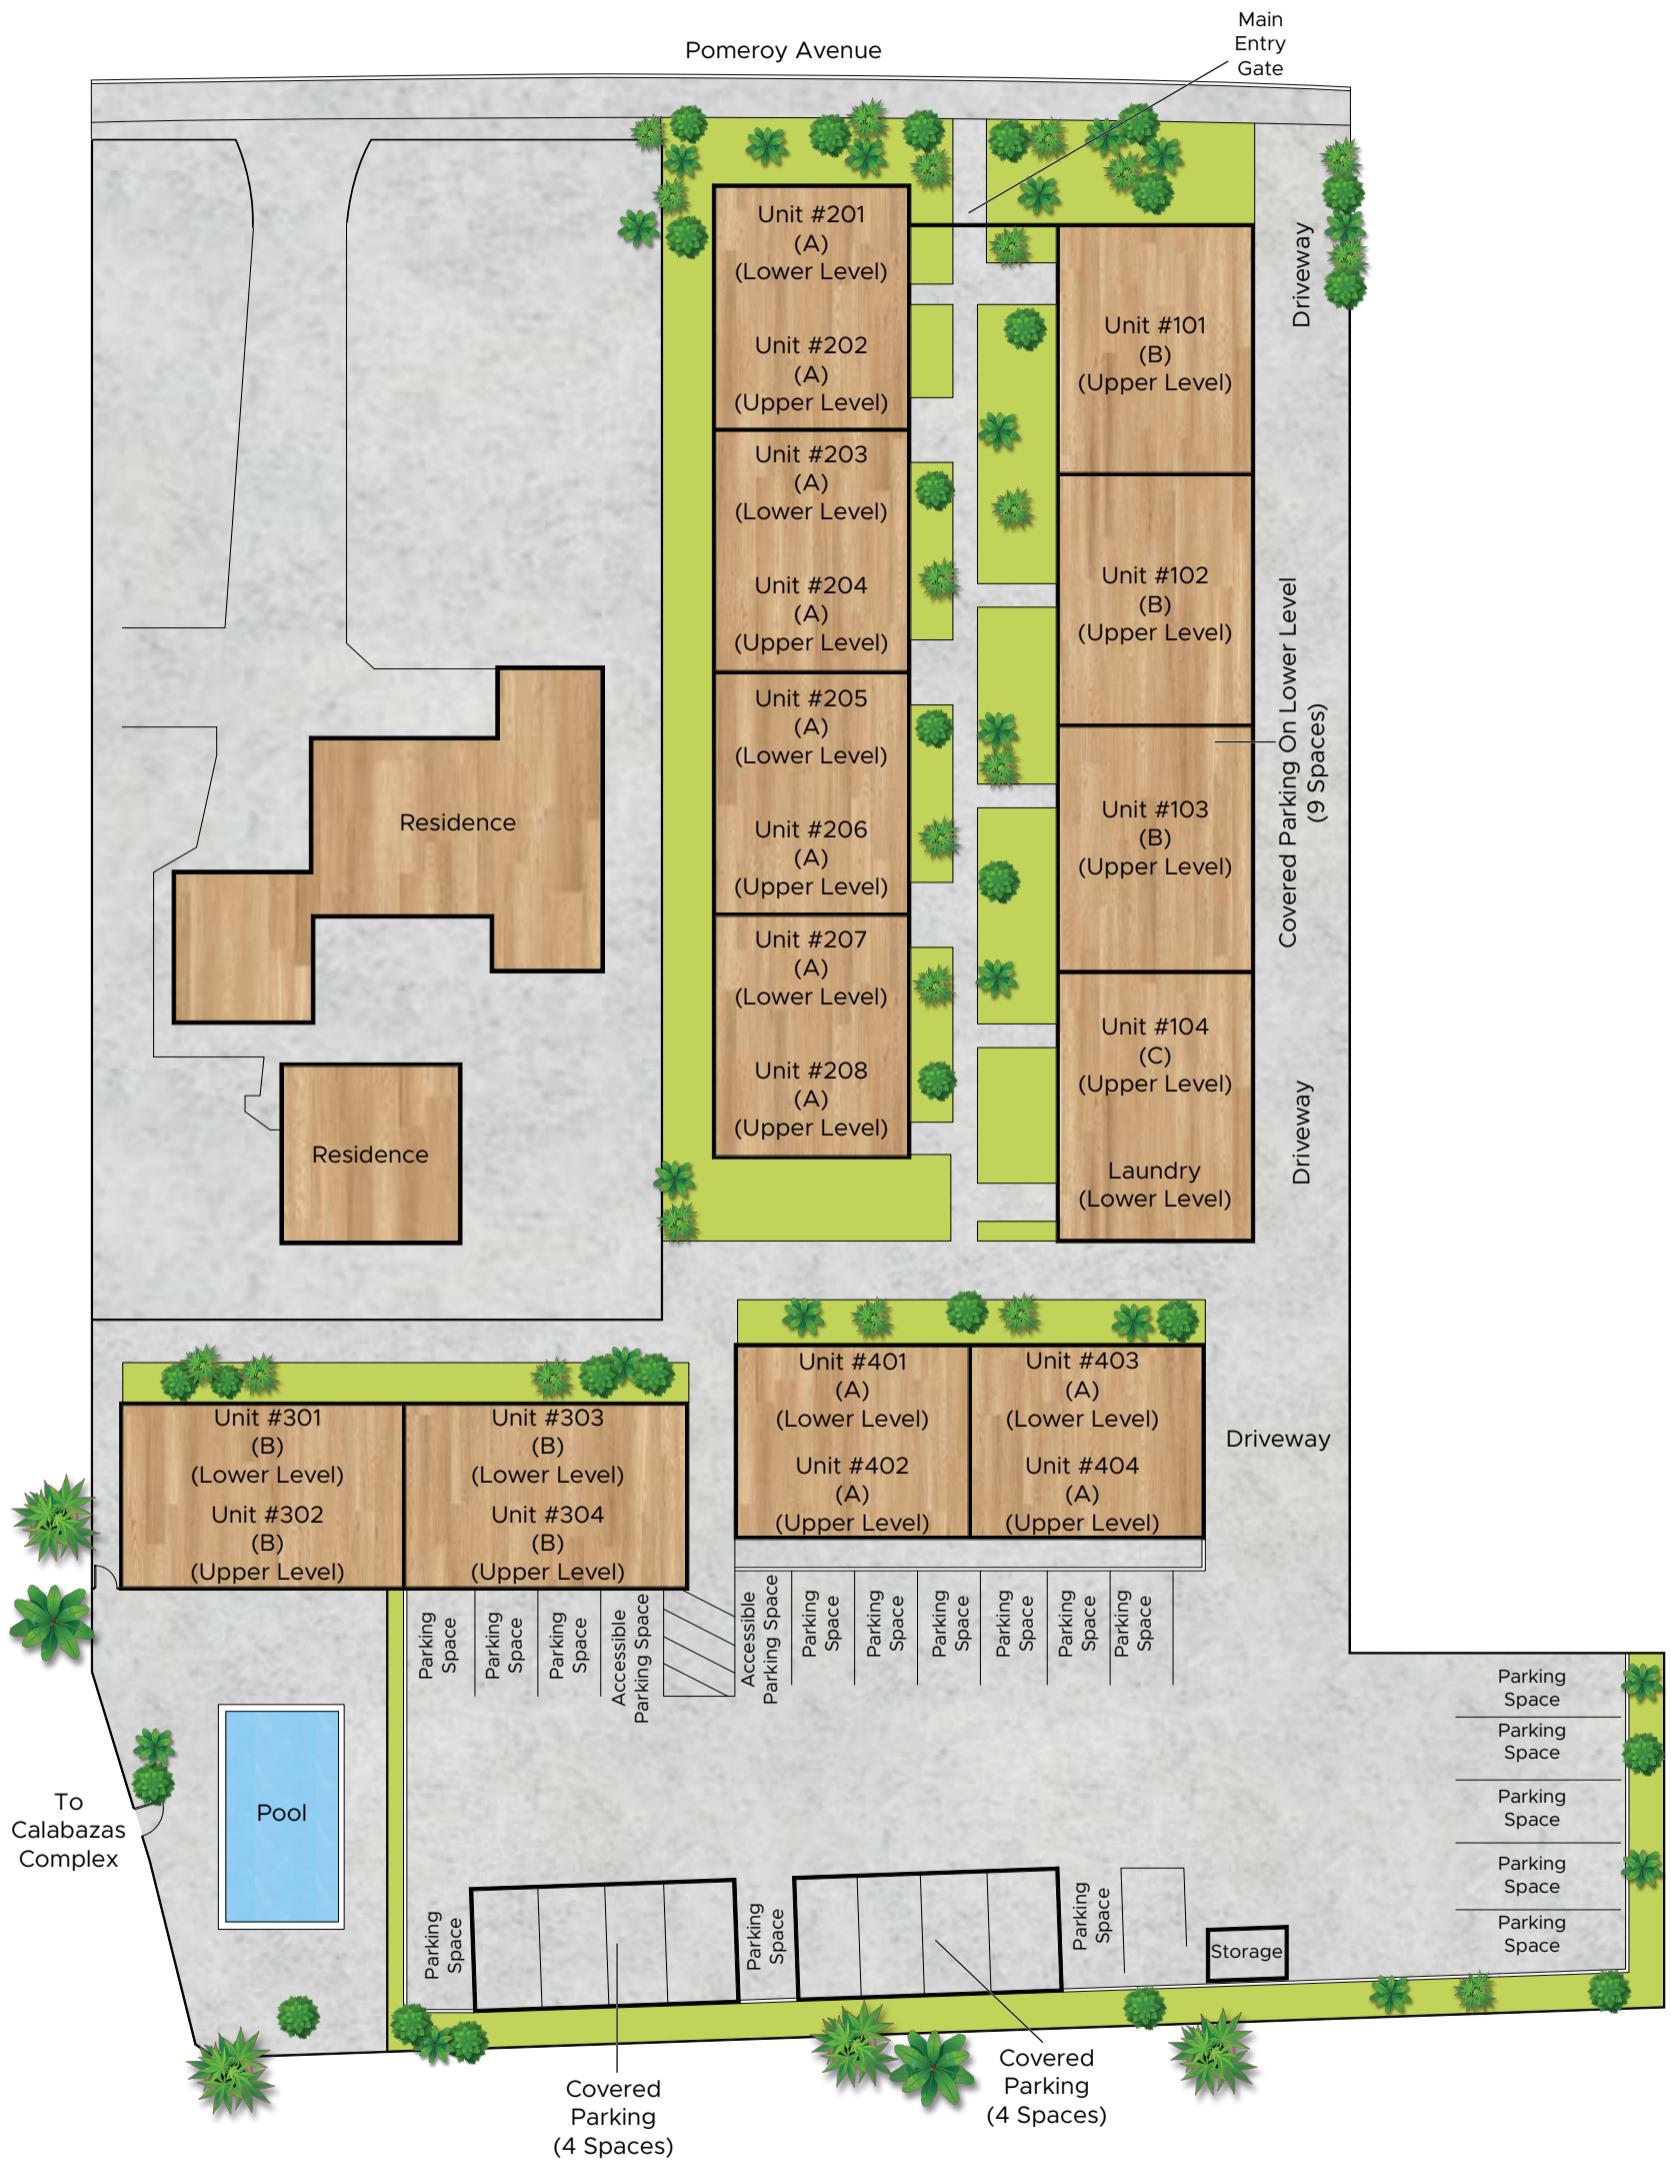 Pomeroy Avenue
Main
Entry
Gate
Unit #201
(A)
(Lower Level)
Unit #202
(A)
(Upper Level)
Unit #203
(A)
(Lower Level)
Unit #204
(A)
(Upper Level)
Unit #205
(A)
(Lower Level)
Unit #206
(A)
(Upper Level)
Unit #207
(A)
(Lower Level)
Unit #208
(A)
(Upper Level)
Unit #101
(B)
(Upper Level)
Unit #102
(B)
(Upper Level)
Unit #103
(B)
(Upper Level)
Unit #104
(C)
(Upper Level)
Laundry
(Lower Level)
Driveway
Covered Parking On Lower Level
(9 Spaces)
Driveway
Residence
Residence
Unit #301
(B)
(Lower Level)
Unit #302
(B)
(Upper Level)
Unit #303
(B)
(Lower Level)
Unit #304
(B)
(Upper Level)
Unit #401
(A)
(Lower Level)
Unit #402
(A)
(Upper Level)
Unit #403
(A)
(Lower Level)
Unit #404
(A)
(Upper Level)
Driveway
Parking
Space
Parking
Space
Parking
Space
Accessible
Parking Space
Accessible
Parking Space
Parking
Space
Parking
Space
Parking
Space
Parking
Space
Parking
Space
Parking
Space
Parking
Space
Parking
Space
Parking
Space
Parking
Space
Parking
Space
To
Calabazas
Complex
Pool
Parking
Space
Parking
Space
Parking
Space
Storage
Covered
Parking
(4 Spaces)
Covered
Parking
(4 Spaces)